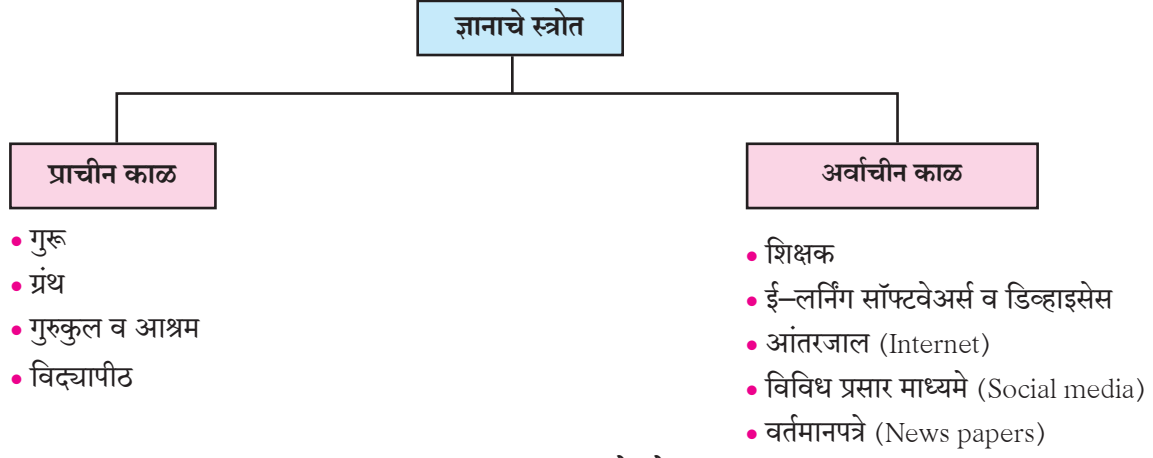 ज्ञानाचे स्त्रोत
प्राचीन काळ
• गुरू
• ग्रंथ
• गुरुकुल व आश्रम
• विद्यापीठ
अर्वाचीन काळ
• शिक्षक
• ई–लर्निंग सॉफ्टवेअर्स व डिव्हाइसेस
• आंतरजाल (Internet)
• विविध प्रसार माध्यमे (Social media)
• वर्तमानपत्रे (News papers)